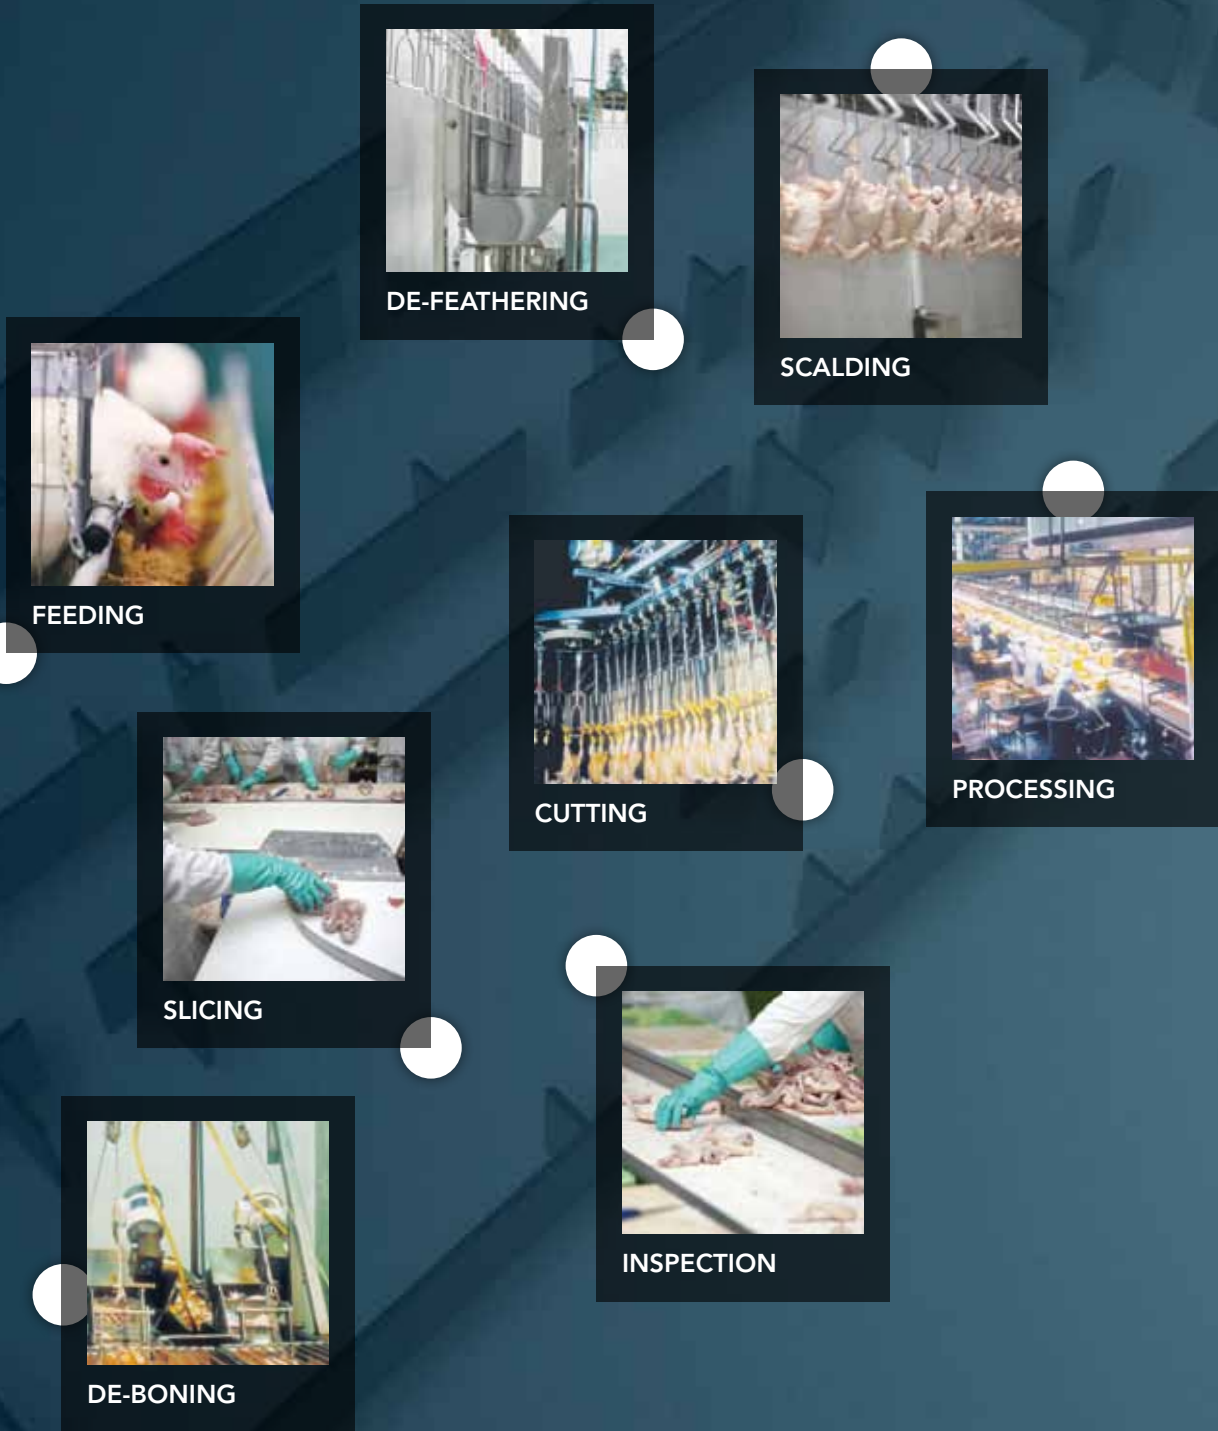 DE-FEATHERING
SCALDING
FEEDING
CUTTING
PROCESSING
SLICING
INSPECTION
DE-BONING